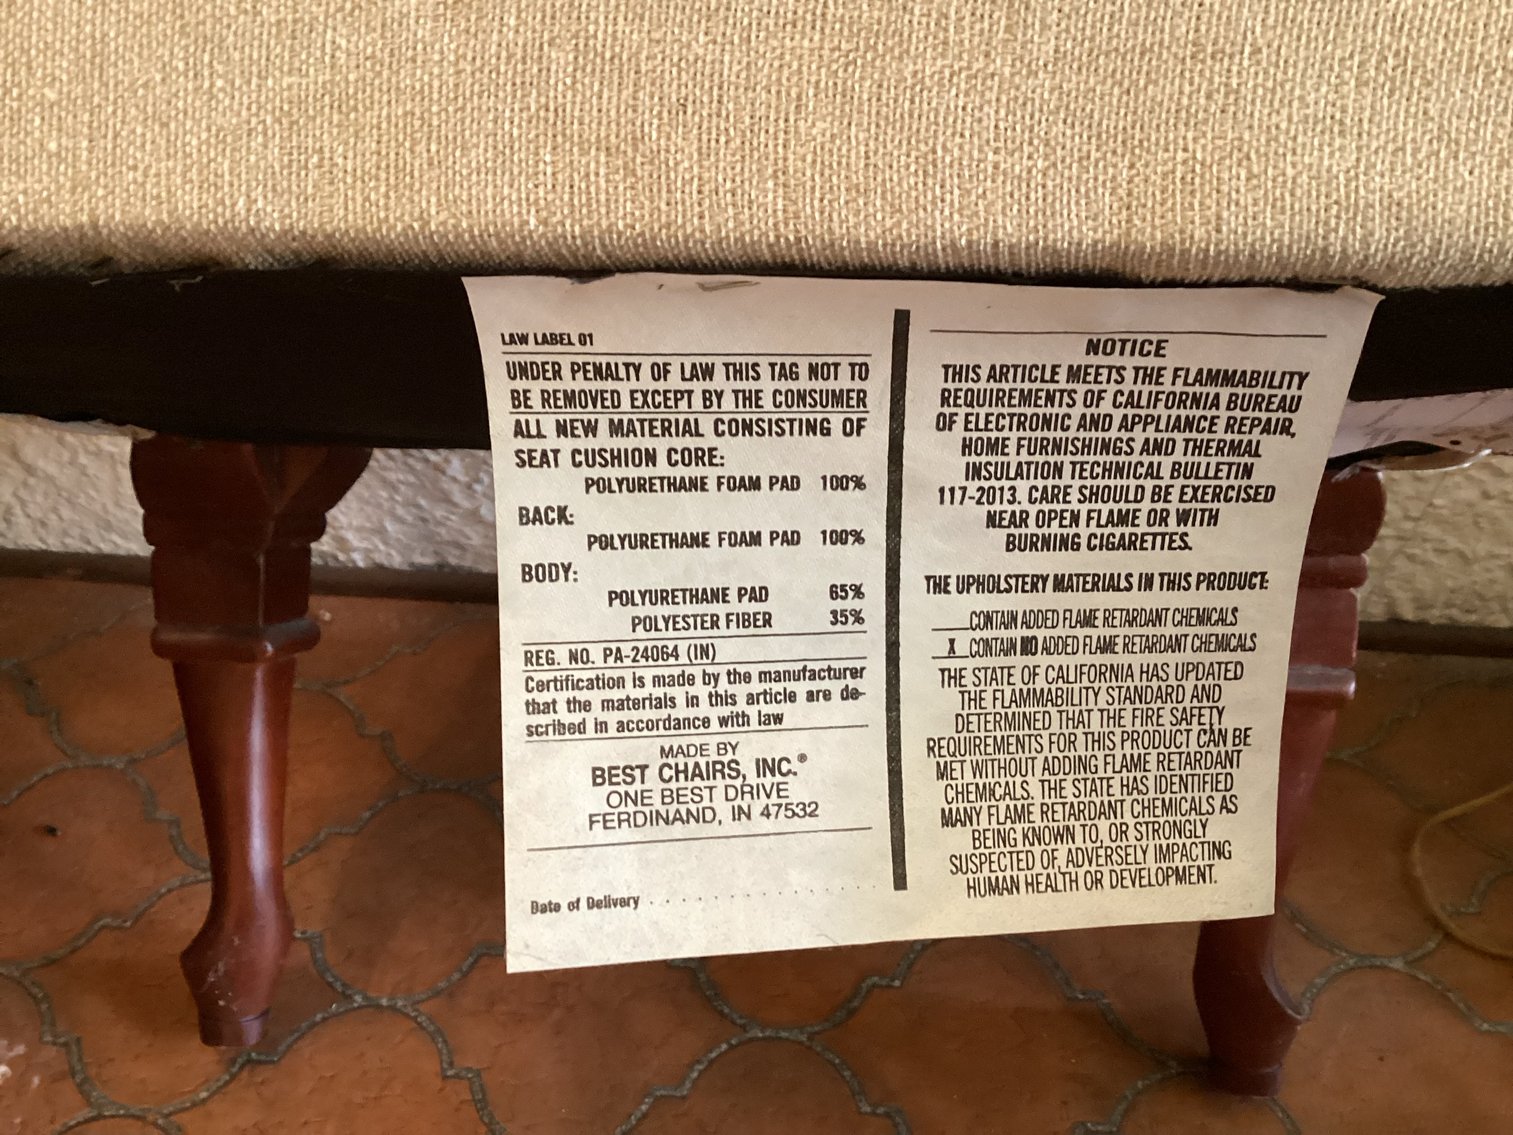 LAW LABEL 01
UNDER PENALTY OF LAW THIS TAG NOT TO
BE REMOVED EXCEPT BY THE CONSUMER
ALL NEW MATERIAL CONSISTING OF
SEAT CUSHION CORE:
POLYURETHANE FOAM PAD 100%
BACK:
POLYURETHANE FOAM PAD 100%
BODY:
POLYURETHANE PAD 65%
POLYESTER FIBER 35%
REG. NO. PA-24064 (IN)
Certification is made by the manufacturer
that the materials in this article are de-
scribed in accordance with law
MADE BY
BEST CHAIRS, INC.®
ONE BEST DRIVE
FERDINAND, IN 47532
Date of Delivery . . . . . . . . . . . . . . . . . .
NOTICE
THIS ARTICLE MEETS THE FLAMMABILITY
REQUIREMENTS OF CALIFORNIA BUREAU
OF ELECTRONIC AND APPLIANCE REPAIR,
HOME FURNISHINGS AND THERMAL
INSULATION TECHNICAL BULLETIN
117-2013. CARE SHOULD BE EXERCISED
NEAR OPEN FLAME OR WITH
BURNING CIGARETTES.
THE UPHOLSTERY MATERIALS IN THIS PRODUCT:
____CONTAIN ADDED FLAME RETARDANT CHEMICALS
_X_CONTAIN NO ADDED FLAME RETARDANT CHEMICALS
THE STATE OF CALIFORNIA HAS UPDATED
THE FLAMMABILITY STANDARD AND
DETERMINED THAT THE FIRE SAFETY
REQUIREMENTS FOR THIS PRODUCT CAN BE
MET WITHOUT ADDING FLAME RETARDANT
CHEMICALS. THE STATE HAS IDENTIFIED
MANY FLAME RETARDANT CHEMICALS AS
BEING KNOWN TO, OR STRONGLY
SUSPECTED OF, ADVERSELY IMPACTING
HUMAN HEALTH OR DEVELOPMENT.